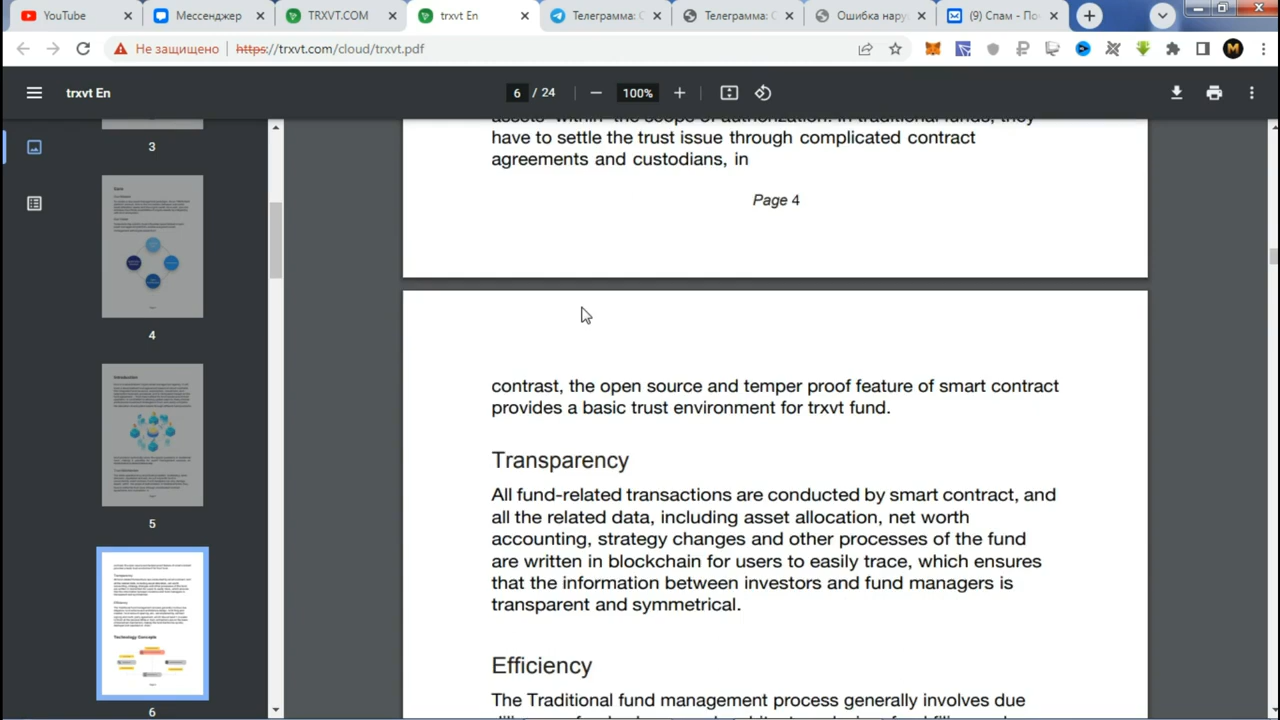 YouTube
Мессенджер
TRXVT.COM
trxvt En
Телеграмма: С
Телеграмма: С
Ошибка нару
(9) Спам - По
Не защищено
https://trxvt.com/cloud/trxvt.pdf
trxvt En
6 / 24
100%
3
4
5
6
Introduction
Technology Concepts
have to settle the trust issue through complicated contract
agreements and custodians, in
Page 4
contrast, the open source and temper proof feature of smart contract
provides a basic trust environment for trxvt fund.
Transparency
All fund-related transactions are conducted by smart contract, and
all the related data, including asset allocation, net worth
accounting, strategy changes and other processes of the fund
are written in blockchain for users to easily trace, which ensures
that the information between investorand fund managers is
transparent and symmetrical.
Efficiency
The Traditional fund management process generally involves due